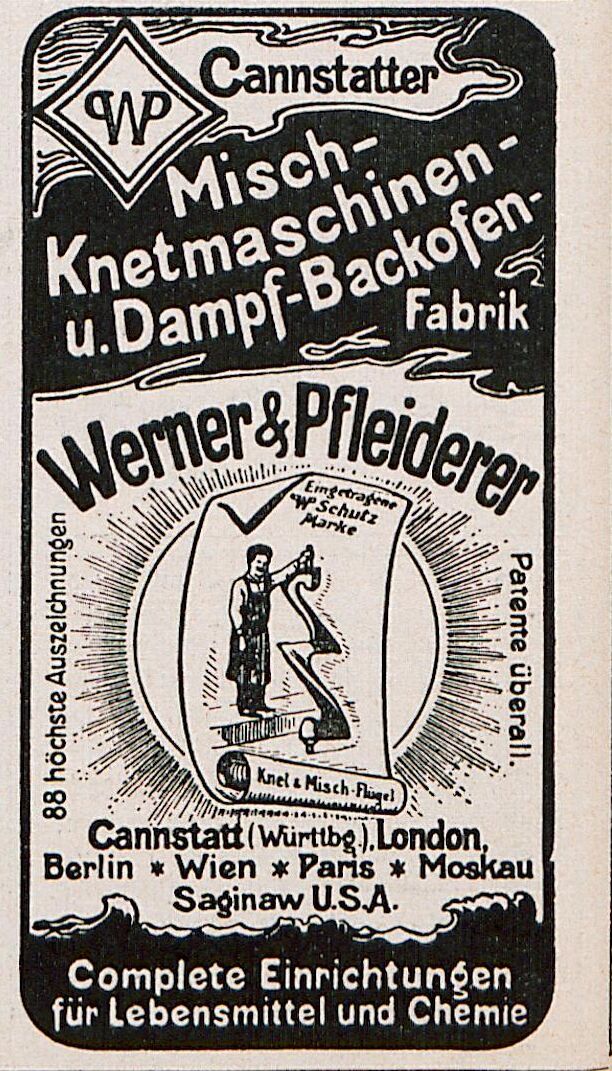 WP
Cannstatter
Misch-
Knetmaschinen-
u. Dampf-Backofen-
Fabrik
Werner & Pfleiderer
88 höchste Auszeichnungen
Eingetragene
WP Schutz
Marke
Patente überall.
Knet & Misch-Flügel
Cannstatt (Württbg.), London,
Berlin * Wien * Paris * Moskau
Saginaw U.S.A.
Complete Einrichtungen
für Lebensmittel und Chemie